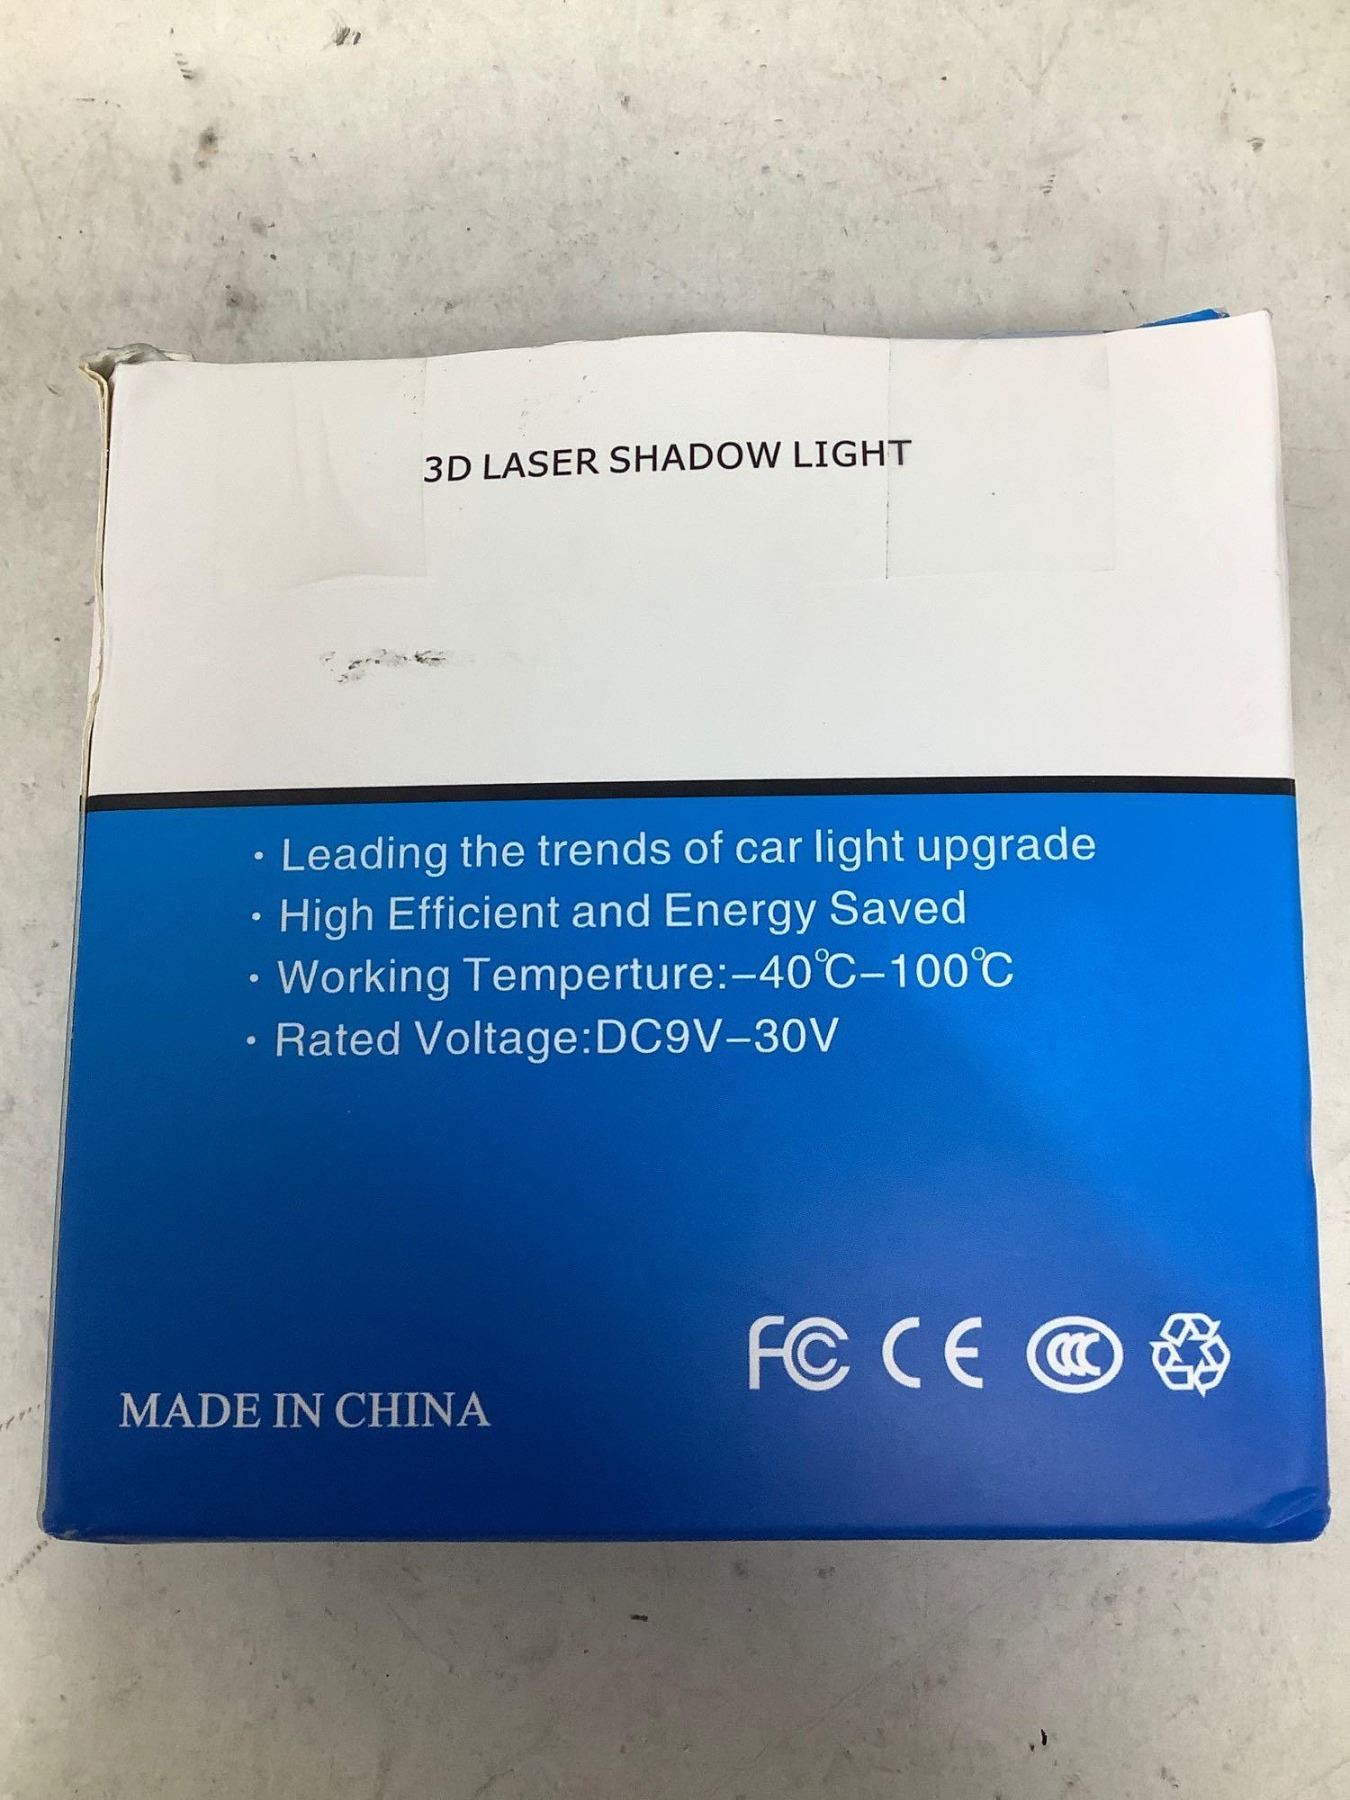 3D LASER SHADOW LIGHT
· Leading the trends of car light upgrade
· High Efficient and Energy Saved
· Working Temperture:–40℃–100℃
· Rated Voltage:DC9V–30V
FC CE CCC
MADE IN CHINA